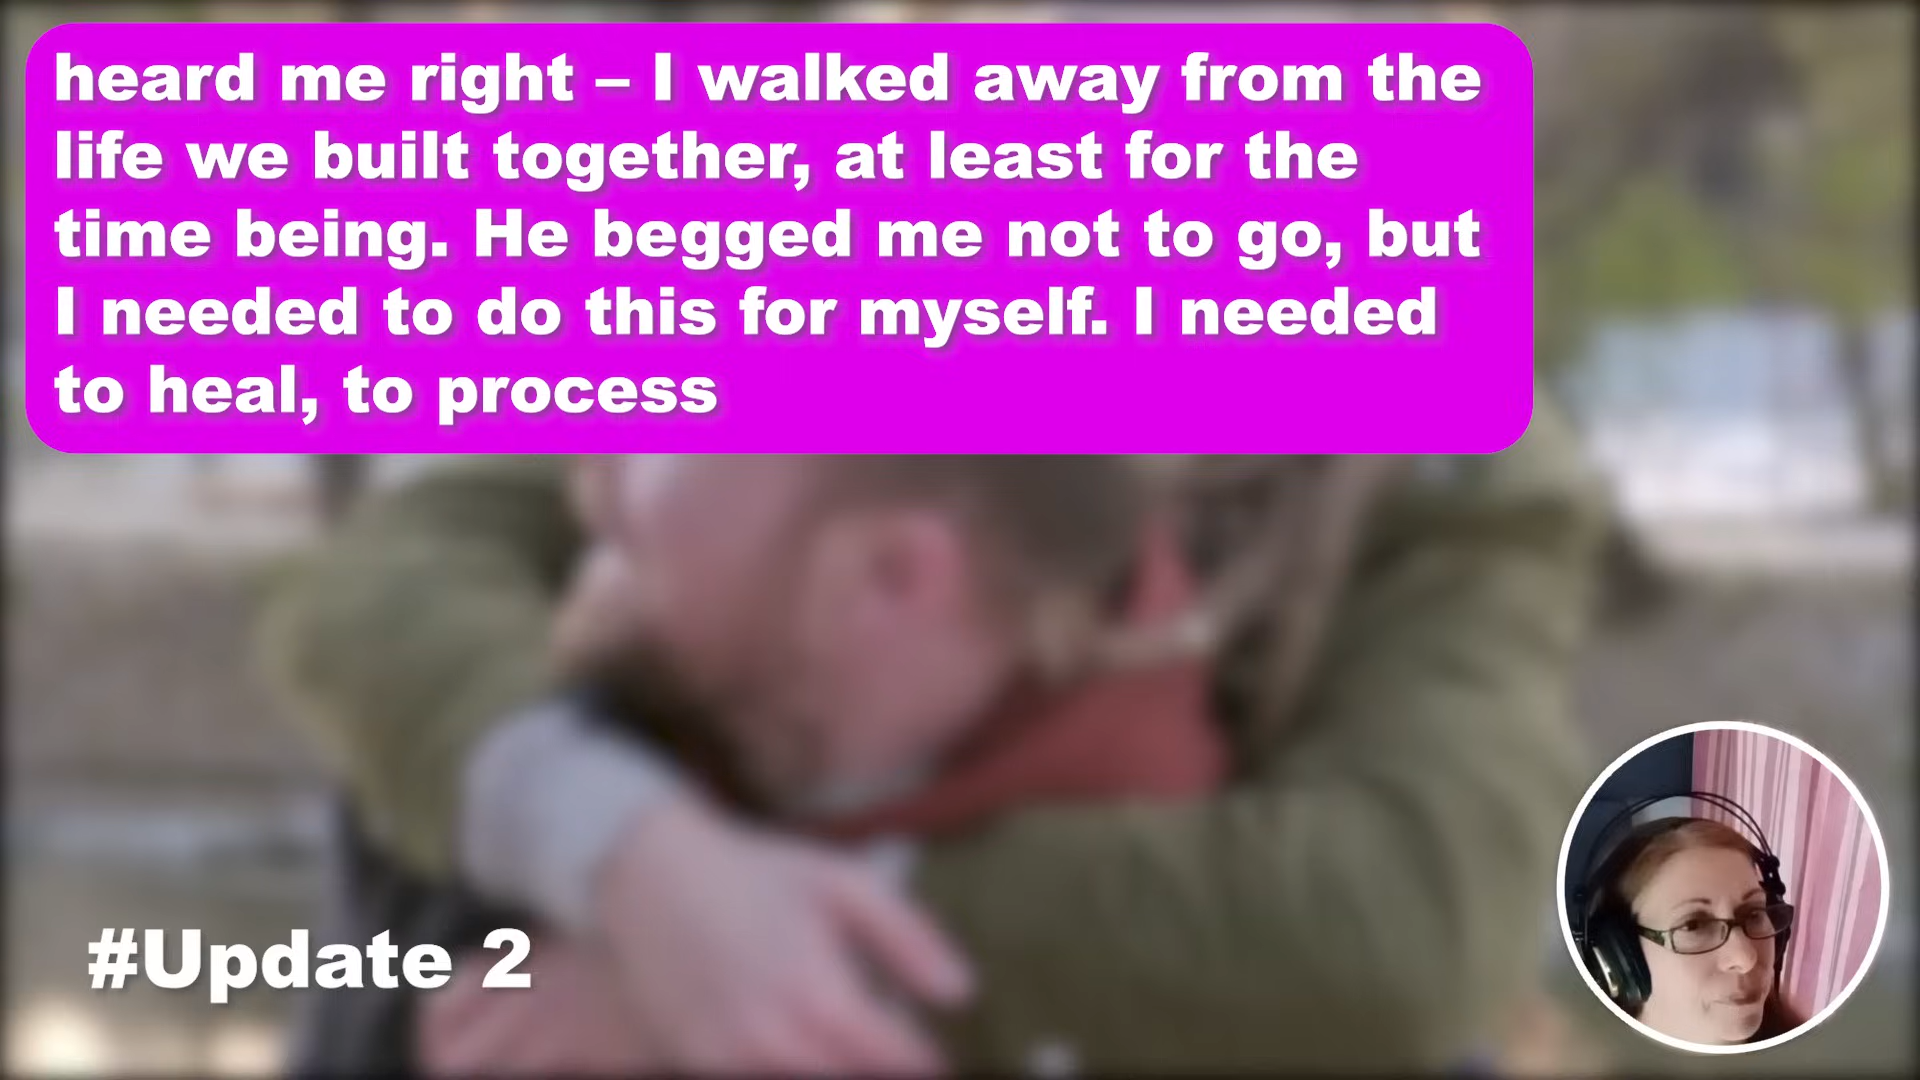 heard me right – I walked away from the
life we built together, at least for the
time being. He begged me not to go, but
I needed to do this for myself. I needed
to heal, to process
#Update 2